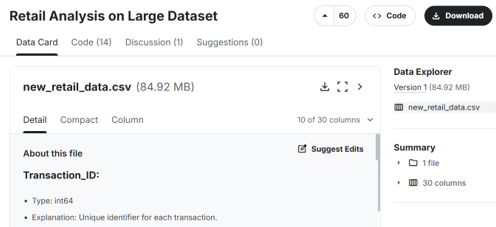 Retail Analysis on Large Dataset
60
Code
Download
Data Card Code (14) Discussion (1) Suggestions (0)
new_retail_data.csv (84.92 MB)
Detail Compact Column
10 of 30 columns
About this file
Suggest Edits
Transaction_ID:
• Type: int64
• Explanation: Unique identifier for each transaction.
Data Explorer
Version 1 (84.92 MB)
new_retail_data.csv
Summary
1 file
30 columns